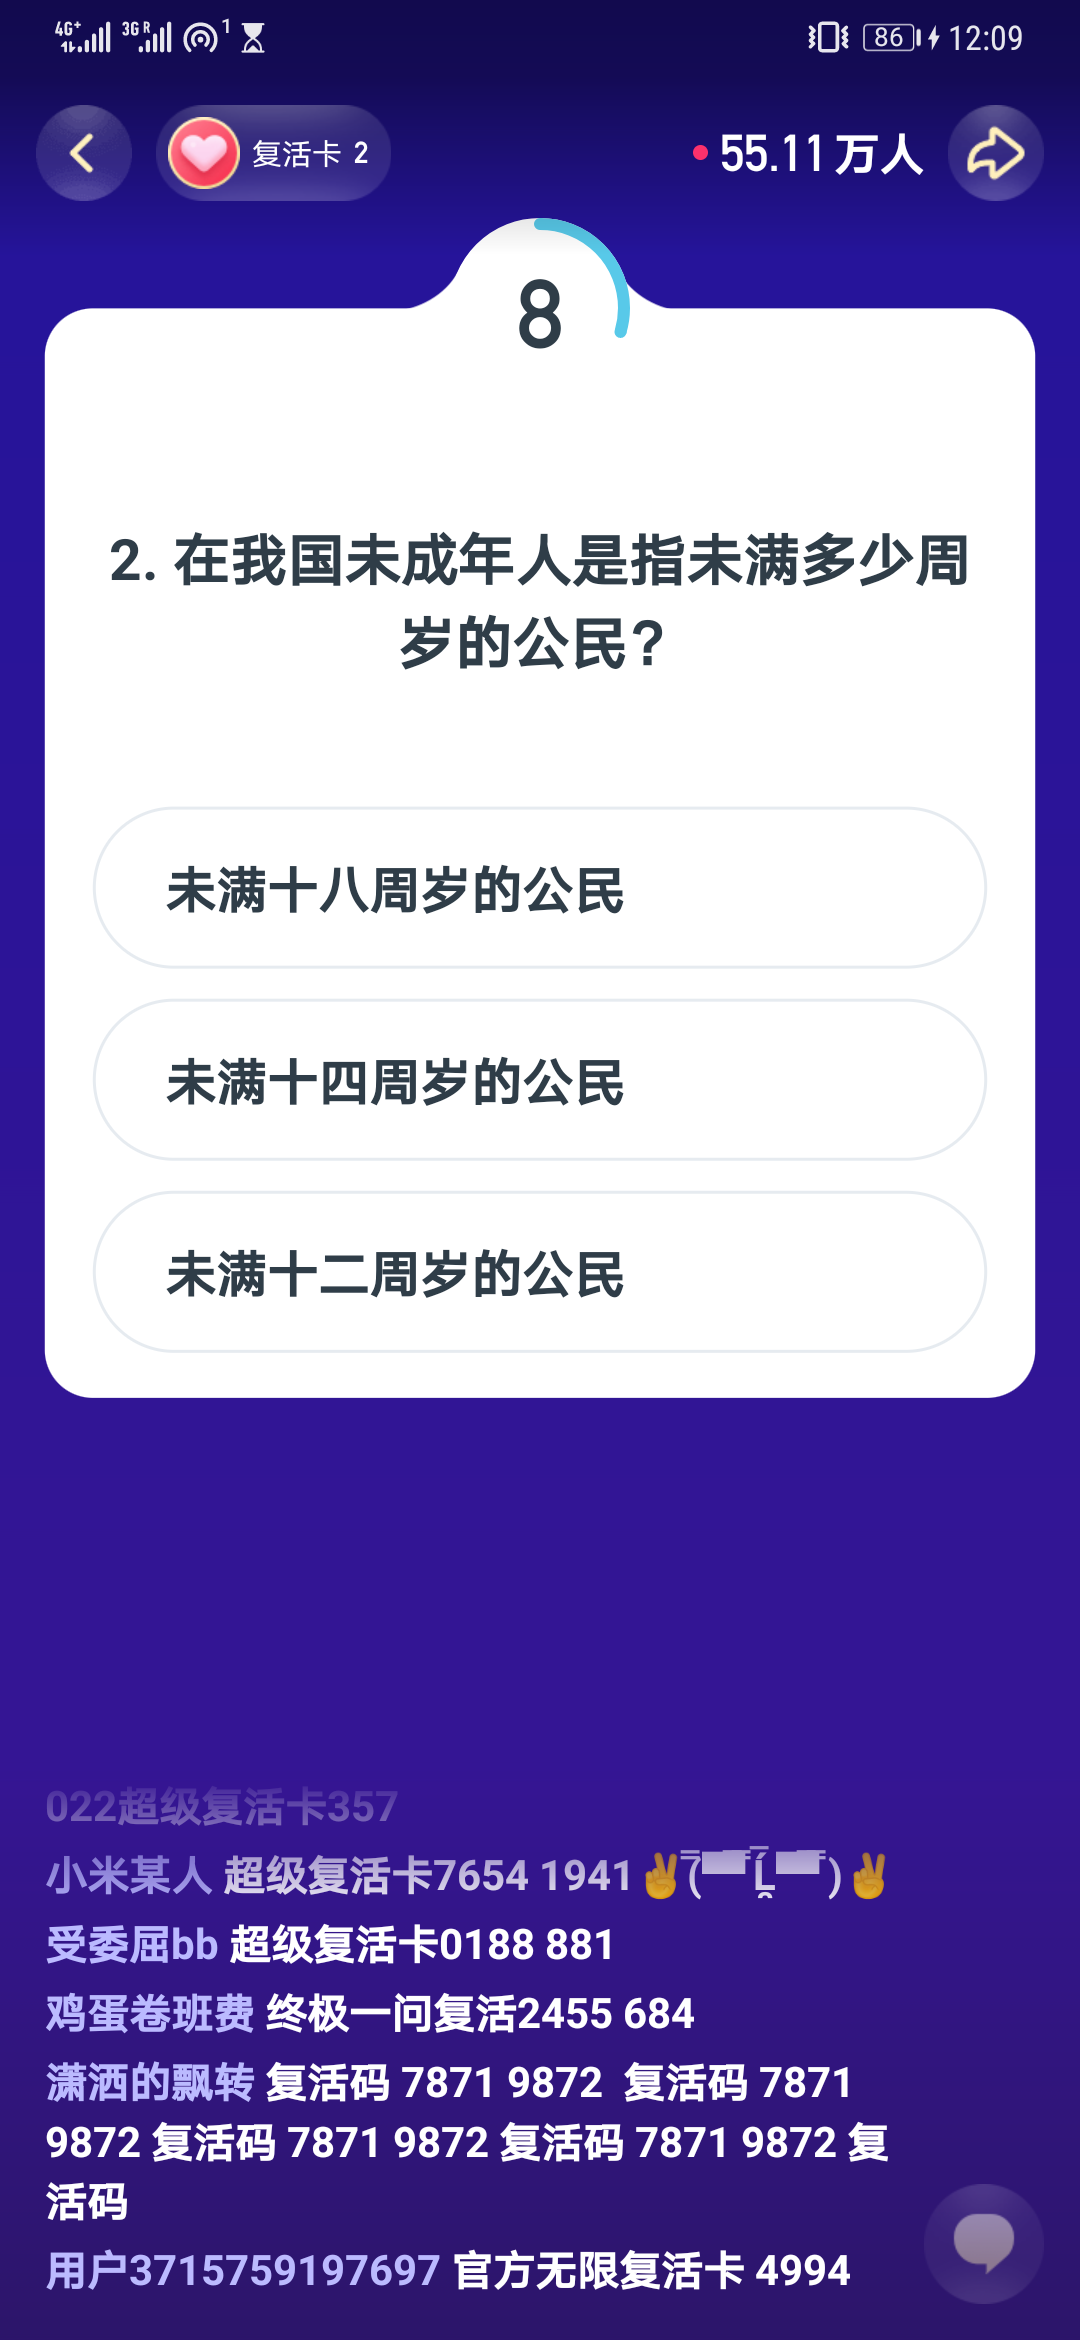 4G+ 3G R 1 86 12:09
复活卡 2 55.11万人
8
2. 在我国未成年人是指未满多少周
岁的公民?
未满十八周岁的公民
未满十四周岁的公民
未满十二周岁的公民
022超级复活卡357
小米某人 超级复活卡7654 1941✌
受委屈bb 超级复活卡0188 881
鸡蛋卷班费 终极一问复活2455 684
潇洒的飘转 复活码 7871 9872 复活码 7871
9872 复活码 7871 9872 复活码 7871 9872 复
活码
用户3715759197697 官方无限复活卡 4994